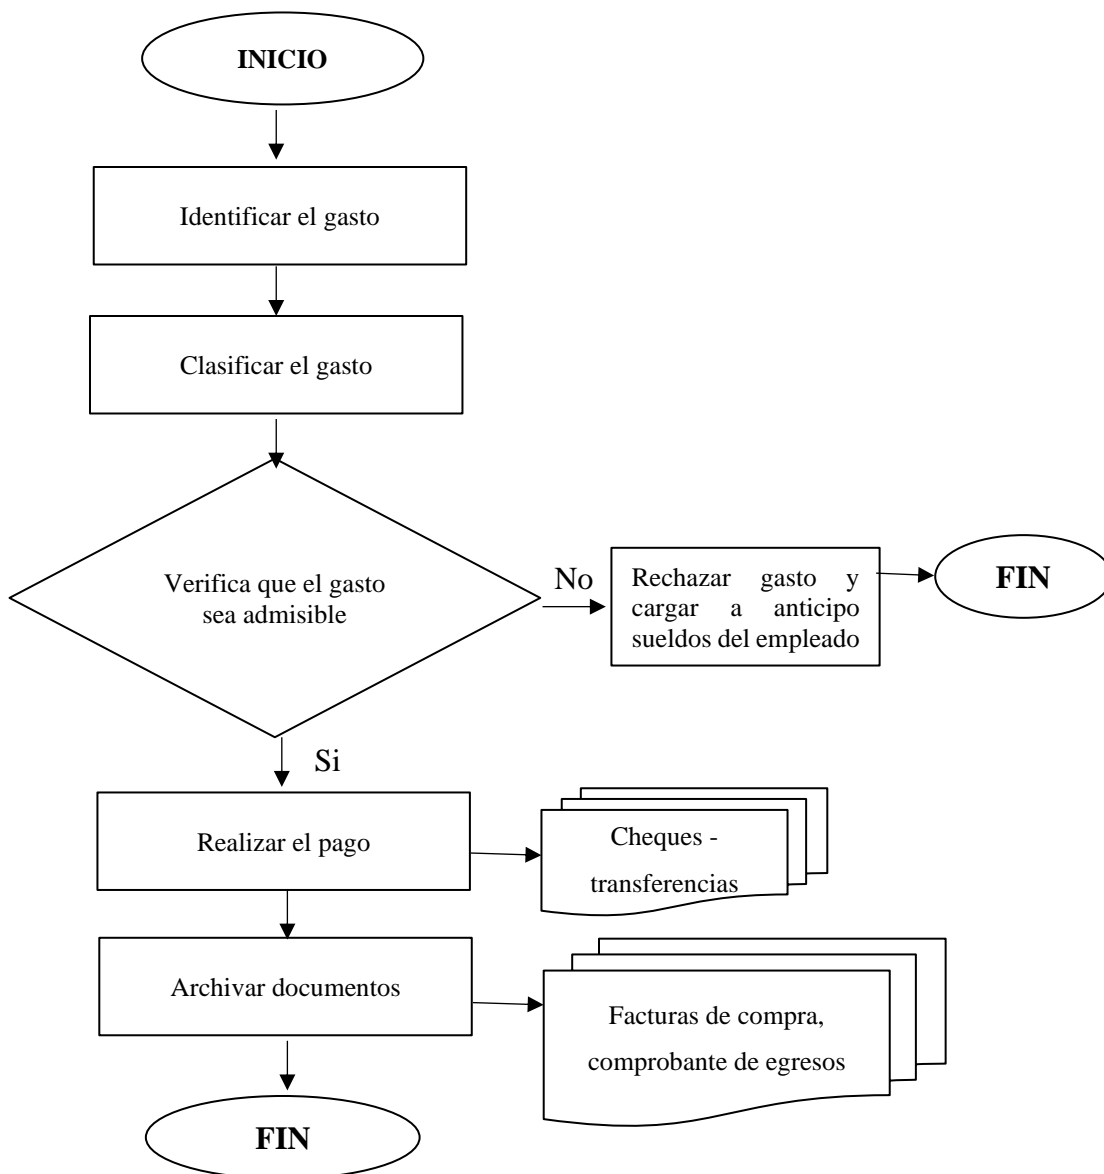 INICIO
Identificar el gasto
Clasificar el gasto
Verifica que el gasto
sea admisible
No
Rechazar gasto y
cargar a anticipo
sueldos del empleado
FIN
Si
Realizar el pago
Cheques -
transferencias
Archivar documentos
Facturas de compra,
comprobante de egresos
FIN